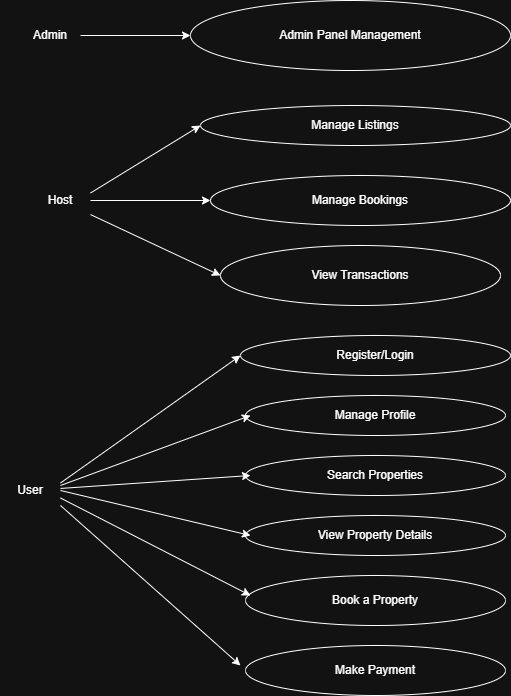 Admin
Admin Panel Management
Manage Listings
Host
Manage Bookings
View Transactions
Register/Login
Manage Profile
Search Properties
User
View Property Details
Book a Property
Make Payment